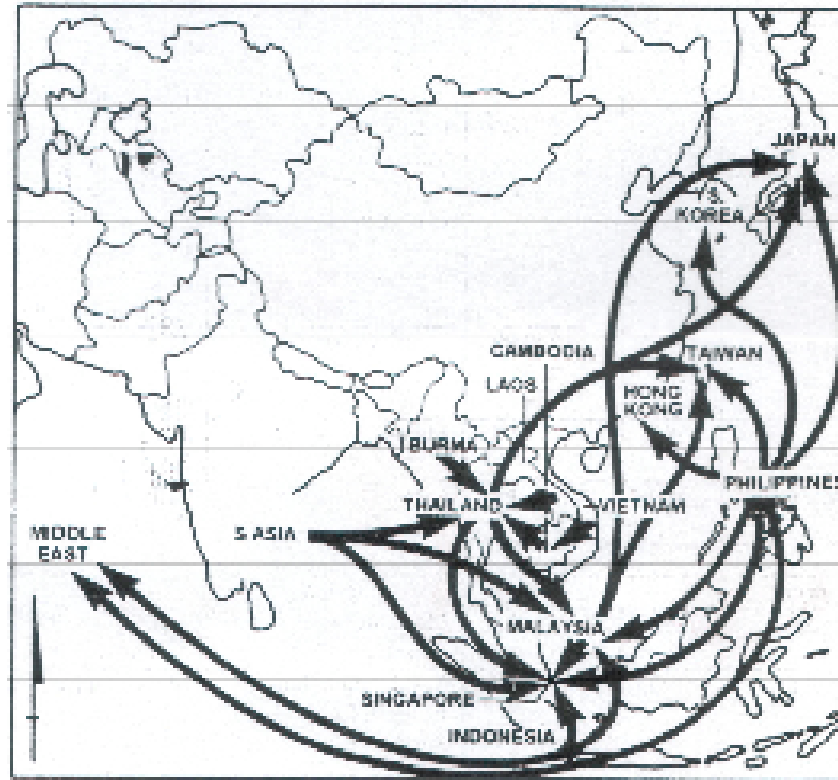 JAPAN
S.
KOREA
CAMBODIA
TAIWAN
LAOS
HONG
KONG
BURMA
PHILIPPINES
THAILAND
VIETNAM
MIDDLE
EAST
S ASIA
MALAYSIA
SINGAPORE
INDONESIA